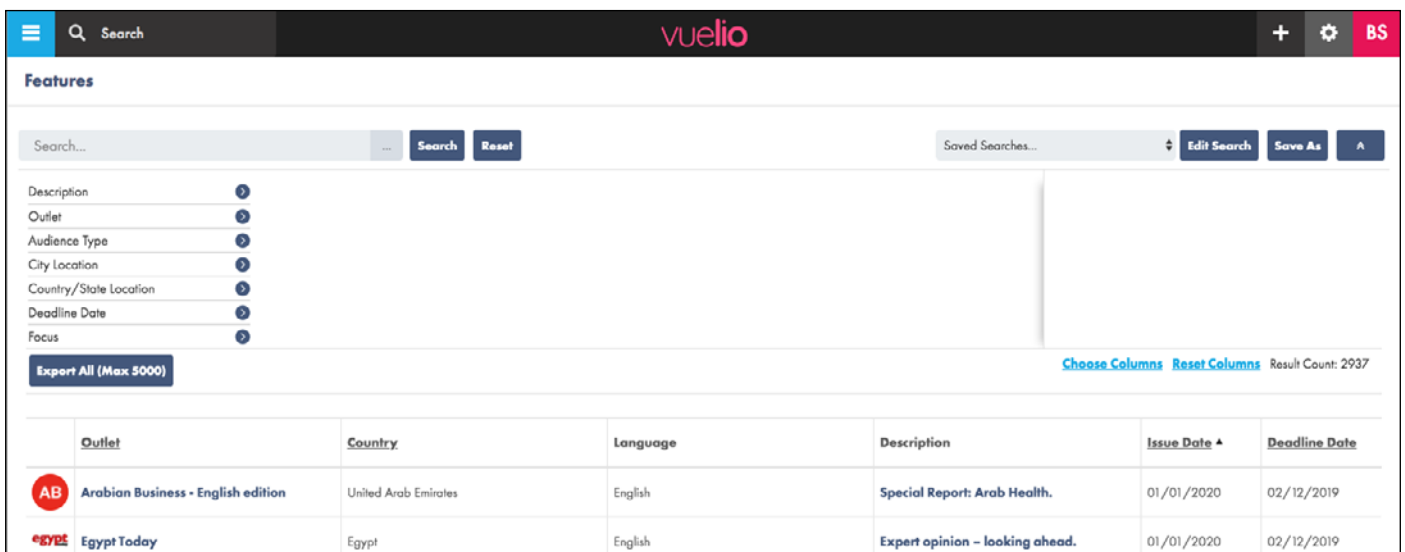 Search
vuelio
BS
Features
Search...
...
Search
Reset
Saved Searches...
Edit Search
Save As
Description
Outlet
Audience Type
City Location
Country/State Location
Deadline Date
Focus
Export All (Max 5000)
Choose Columns Reset Columns Result Count: 2937
Outlet Country Language Description Issue Date ▲ Deadline Date
AB Arabian Business - English edition United Arab Emirates English Special Report: Arab Health. 01/01/2020 02/12/2019
egypt Egypt Today Egypt English Expert opinion – looking ahead. 01/01/2020 02/12/2019